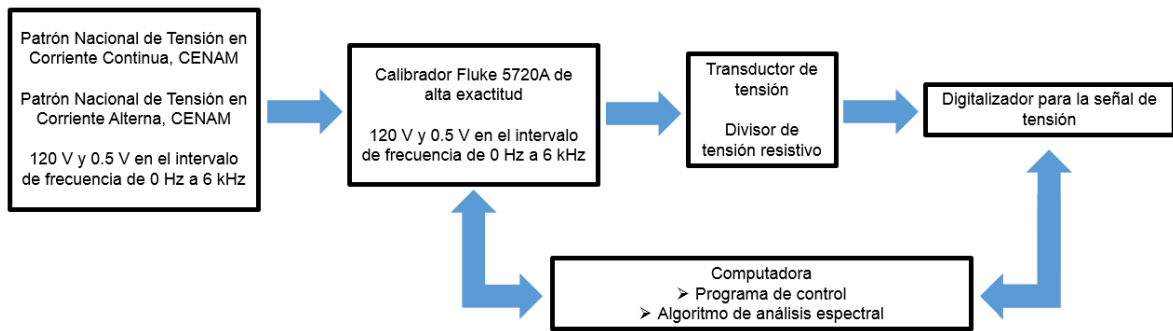 Patrón Nacional de Tensión en
Corriente Continua, CENAM
Patrón Nacional de Tensión en
Corriente Alterna, CENAM
120 V y 0.5 V en el intervalo
de frecuencia de 0 Hz a 6 kHz
Calibrador Fluke 5720A de
alta exactitud
120 V y 0.5 V en el intervalo
de frecuencia de 0 Hz a 6 kHz
Transductor de
tensión
Divisor de
tensión resistivo
Digitalizador para la señal de
tensión
Computadora
➢ Programa de control
➢ Algoritmo de análisis espectral